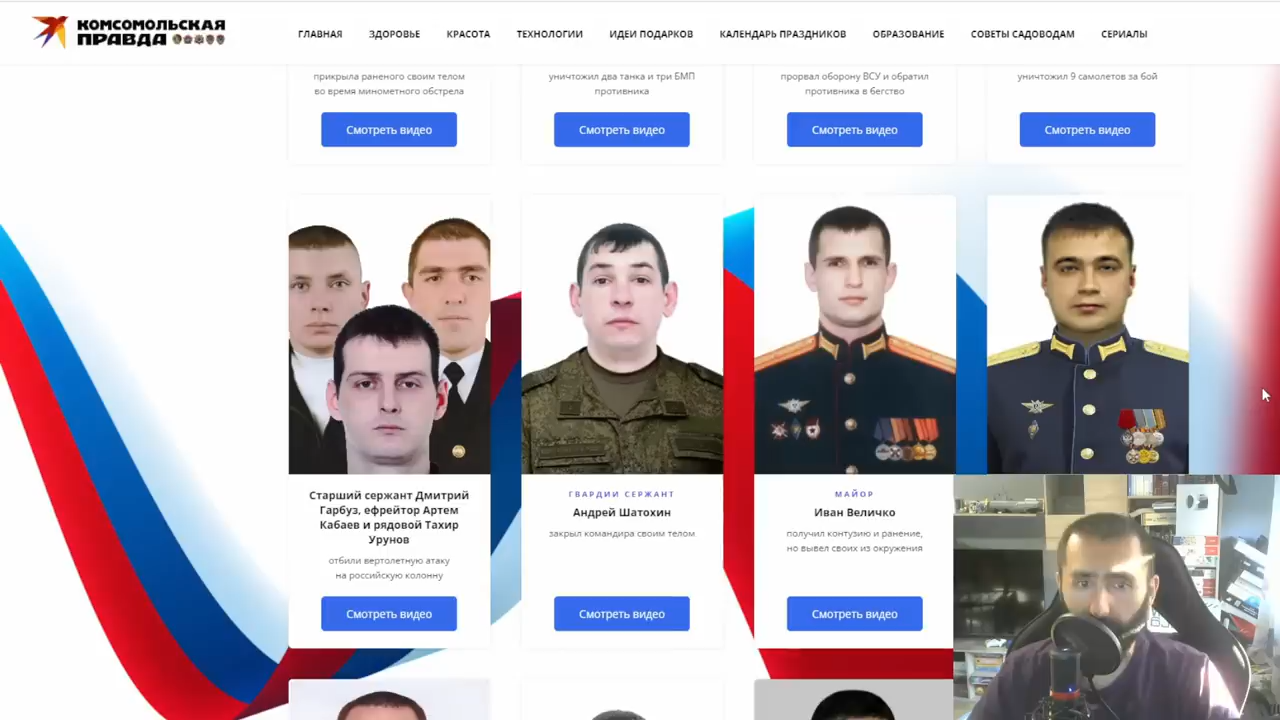 КОМСОМОЛЬСКАЯ
ПРАВДА
ГЛАВНАЯ ЗДОРОВЬЕ КРАСОТА ТЕХНОЛОГИИ ИДЕИ ПОДАРКОВ КАЛЕНДАРЬ ПРАЗДНИКОВ ОБРАЗОВАНИЕ СОВЕТЫ САДОВОДАМ СЕРИАЛЫ
прикрыла раненого своим телом
во время минометного обстрела
Смотреть видео
уничтожил два танка и три БМП
противника
Смотреть видео
прорвал оборону ВСУ и обратил
противника в бегство
Смотреть видео
уничтожил 9 самолетов за бой
Смотреть видео
Старший сержант Дмитрий
Гарбуз, ефрейтор Артем
Кабаев и рядовой Тахир
Урунов
отбили вертолетную атаку
на российскую колонну
Смотреть видео
ГВАРДИИ СЕРЖАНТ
Андрей Шатохин
закрыл командира своим телом
Смотреть видео
МАЙОР
Иван Величко
получил контузию и ранение,
но вывел своих из окружения
Смотреть видео